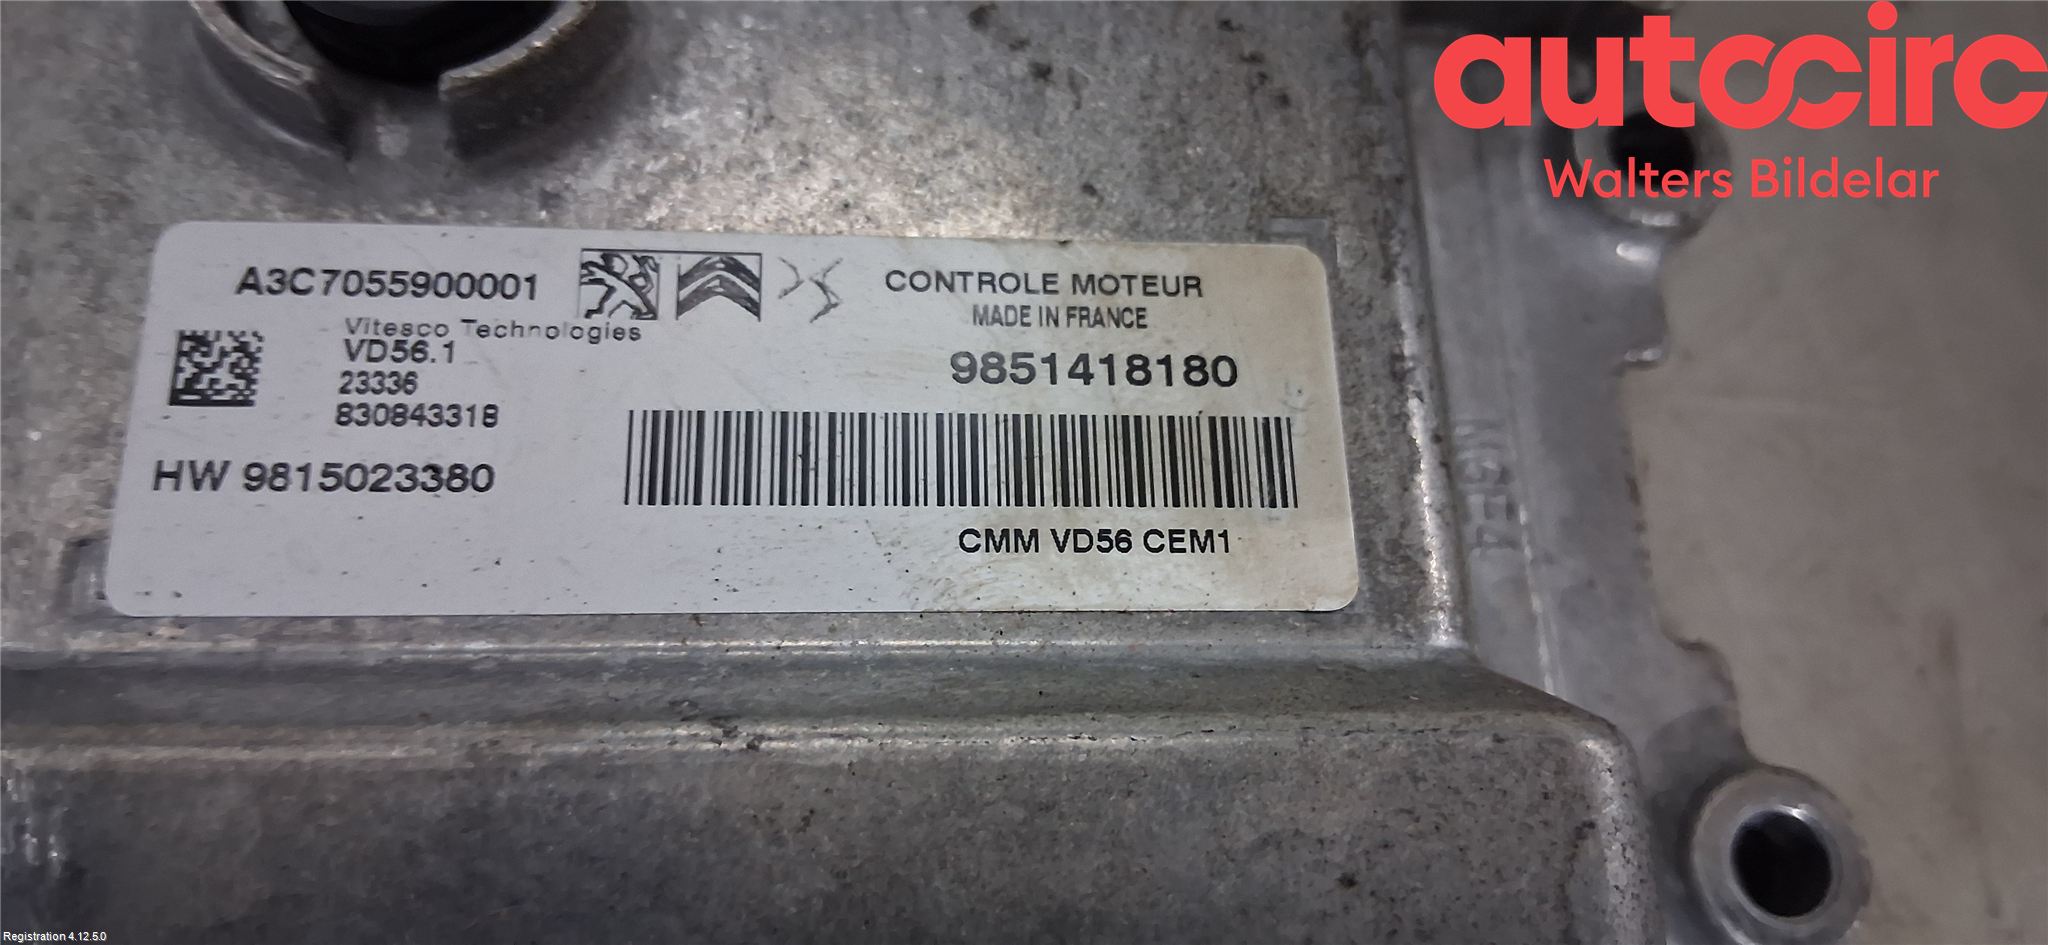 autocirc
Walters Bildelar
A3C7055900001
Vitesco Technologies
VD56.1
23336
830843318
HW 9815023380
CONTROLE MOTEUR
MADE IN FRANCE
9851418180
CMM VD56 CEM1
Registration 4.12.5.0